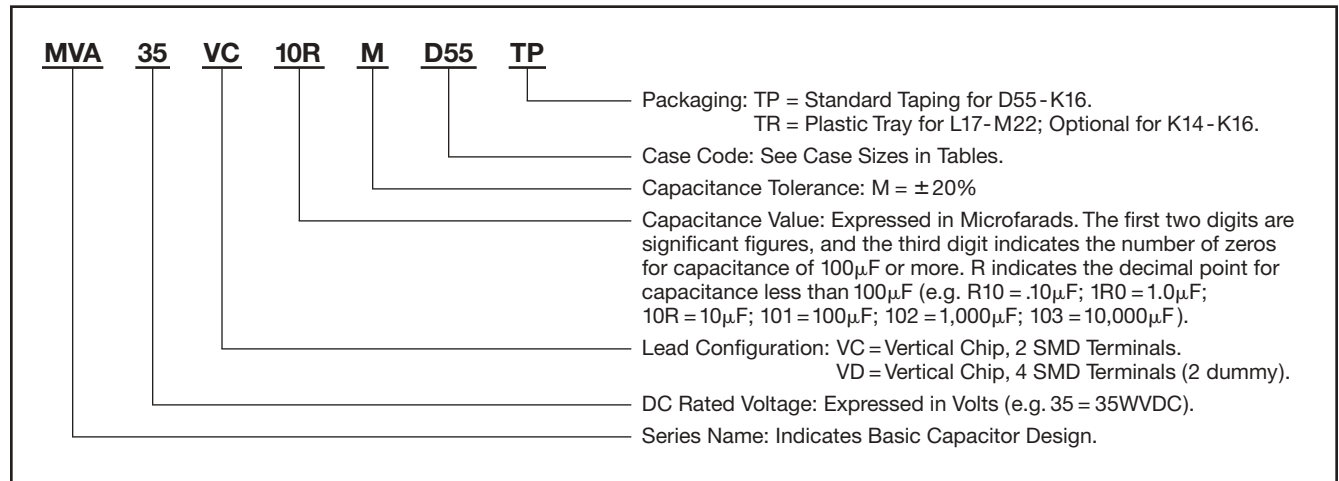 MVA 35 VC 10R M D55 TP
Packaging: TP = Standard Taping for D55-K16.
TR = Plastic Tray for L17-M22; Optional for K14-K16.
Case Code: See Case Sizes in Tables.
Capacitance Tolerance: M = ±20%
Capacitance Value: Expressed in Microfarads. The first two digits are
significant figures, and the third digit indicates the number of zeros
for capacitance of 100µF or more. R indicates the decimal point for
capacitance less than 100µF (e.g. R10 = .10µF; 1R0 = 1.0µF;
10R = 10µF; 101 = 100µF; 102 = 1,000µF; 103 = 10,000µF).
Lead Configuration: VC = Vertical Chip, 2 SMD Terminals.
VD = Vertical Chip, 4 SMD Terminals (2 dummy).
DC Rated Voltage: Expressed in Volts (e.g. 35 = 35WVDC).
Series Name: Indicates Basic Capacitor Design.